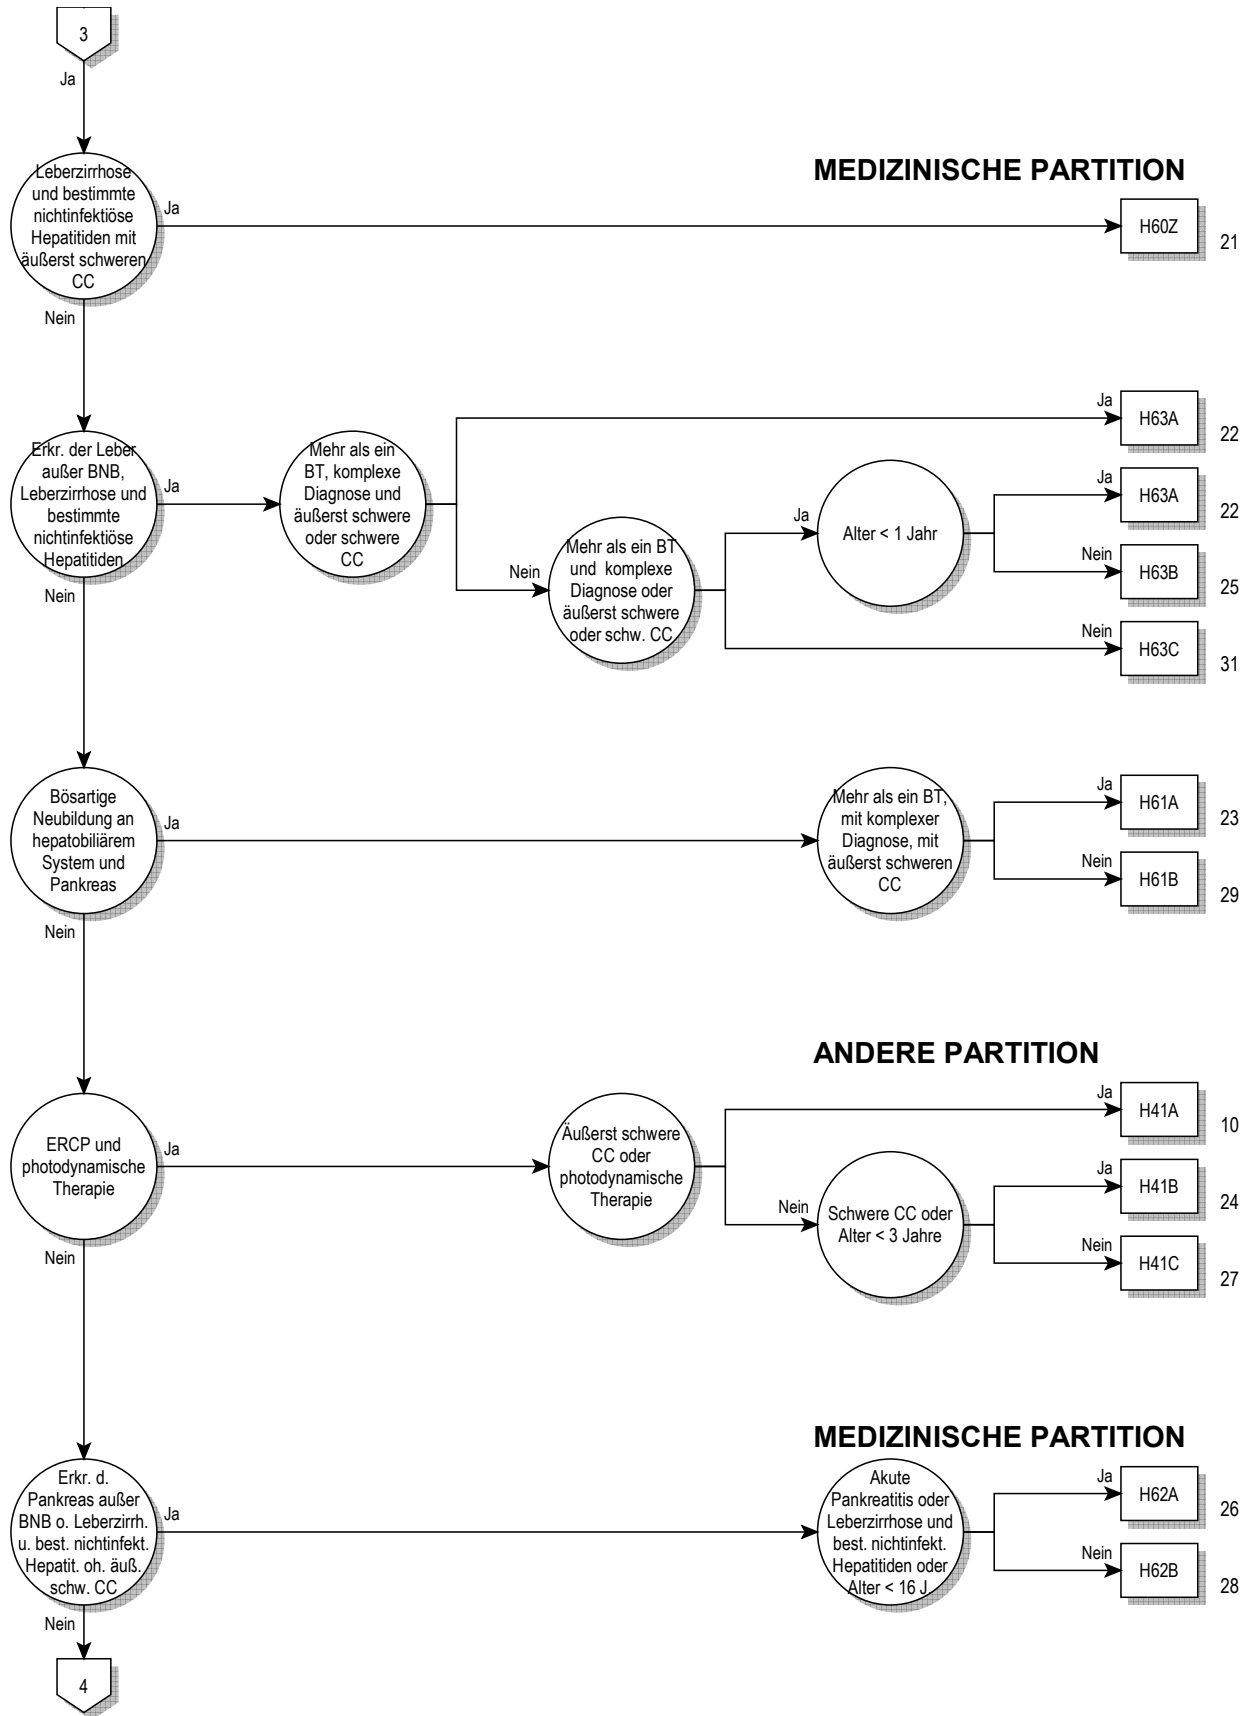 3
Ja
Leberzirrhose
und bestimmte
nichtinfektiöse
Hepatitiden mit
äußerst schweren
CC
Ja
Nein
MEDIZINISCHE PARTITION
H60Z
21
Erkr. der Leber
außer BNB,
Leberzirrhose und
bestimmte
nichtinfektiöse
Hepatitiden
Ja
Nein
Mehr als ein
BT, komplexe
Diagnose und
äußerst schwere
oder schwere
CC
Ja
H63A
22
Nein
Mehr als ein BT
und komplexe
Diagnose oder
äußerst schwere
oder schw. CC
Ja
Alter < 1 Jahr
Ja
H63A
22
Nein
H63B
25
Nein
H63C
31
Bösartige
Neubildung an
hepatobiliärem
System und
Pankreas
Ja
Nein
Mehr als ein BT,
mit komplexer
Diagnose, mit
äußerst schweren
CC
Ja
H61A
23
Nein
H61B
29
ANDERE PARTITION
ERCP und
photodynamische
Therapie
Ja
Nein
Äußerst schwere
CC oder
photodynamische
Therapie
Ja
H41A
10
Nein
Schwere CC oder
Alter < 3 Jahre
Ja
H41B
24
Nein
H41C
27
MEDIZINISCHE PARTITION
Erkr. d.
Pankreas außer
BNB o. Leberzirrh.
u. best. nichtinfekt.
Hepatit. oh. äuß.
schw. CC
Ja
Nein
Akute
Pankreatitis oder
Leberzirrhose und
best. nichtinfekt.
Hepatitiden oder
Alter < 16 J.
Ja
H62A
26
Nein
H62B
28
4